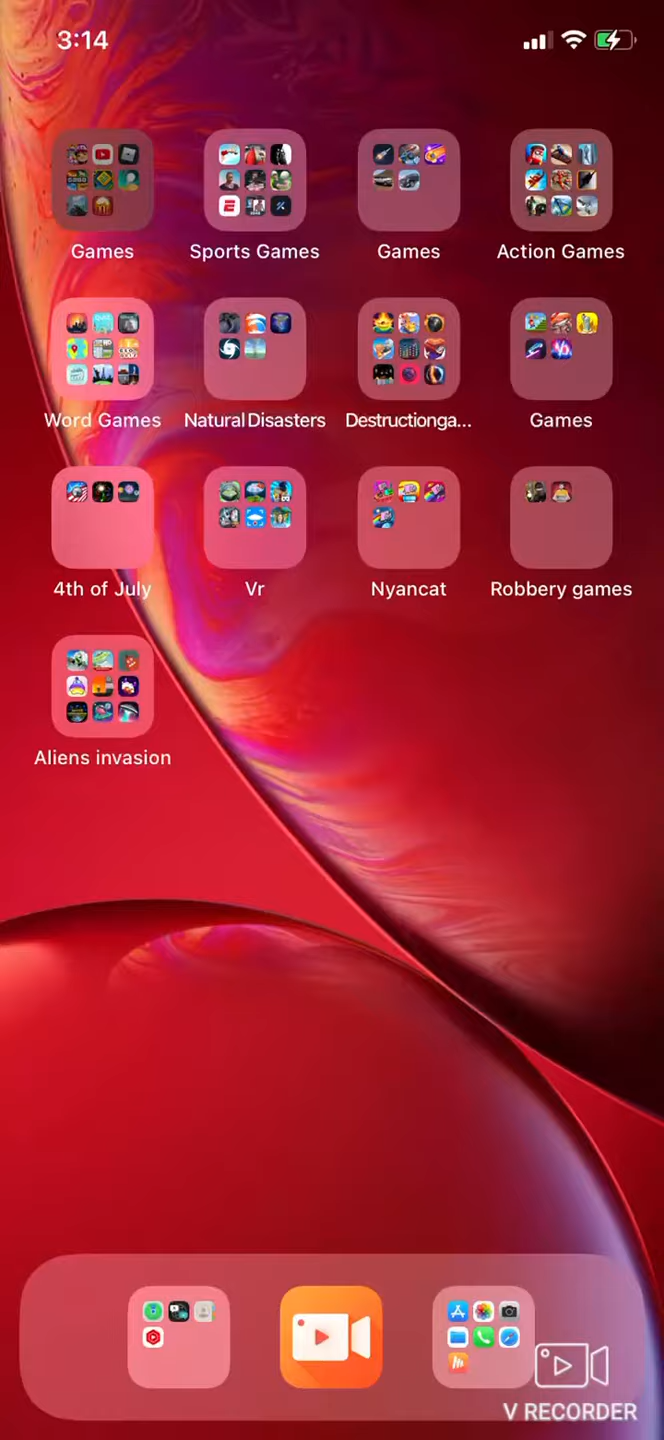 3:14
Games
Sports Games
Games
Action Games
Word Games
Natural Disasters
Destructionga...
Games
4th of July
Vr
Nyancat
Robbery games
Aliens invasion
V RECORDER